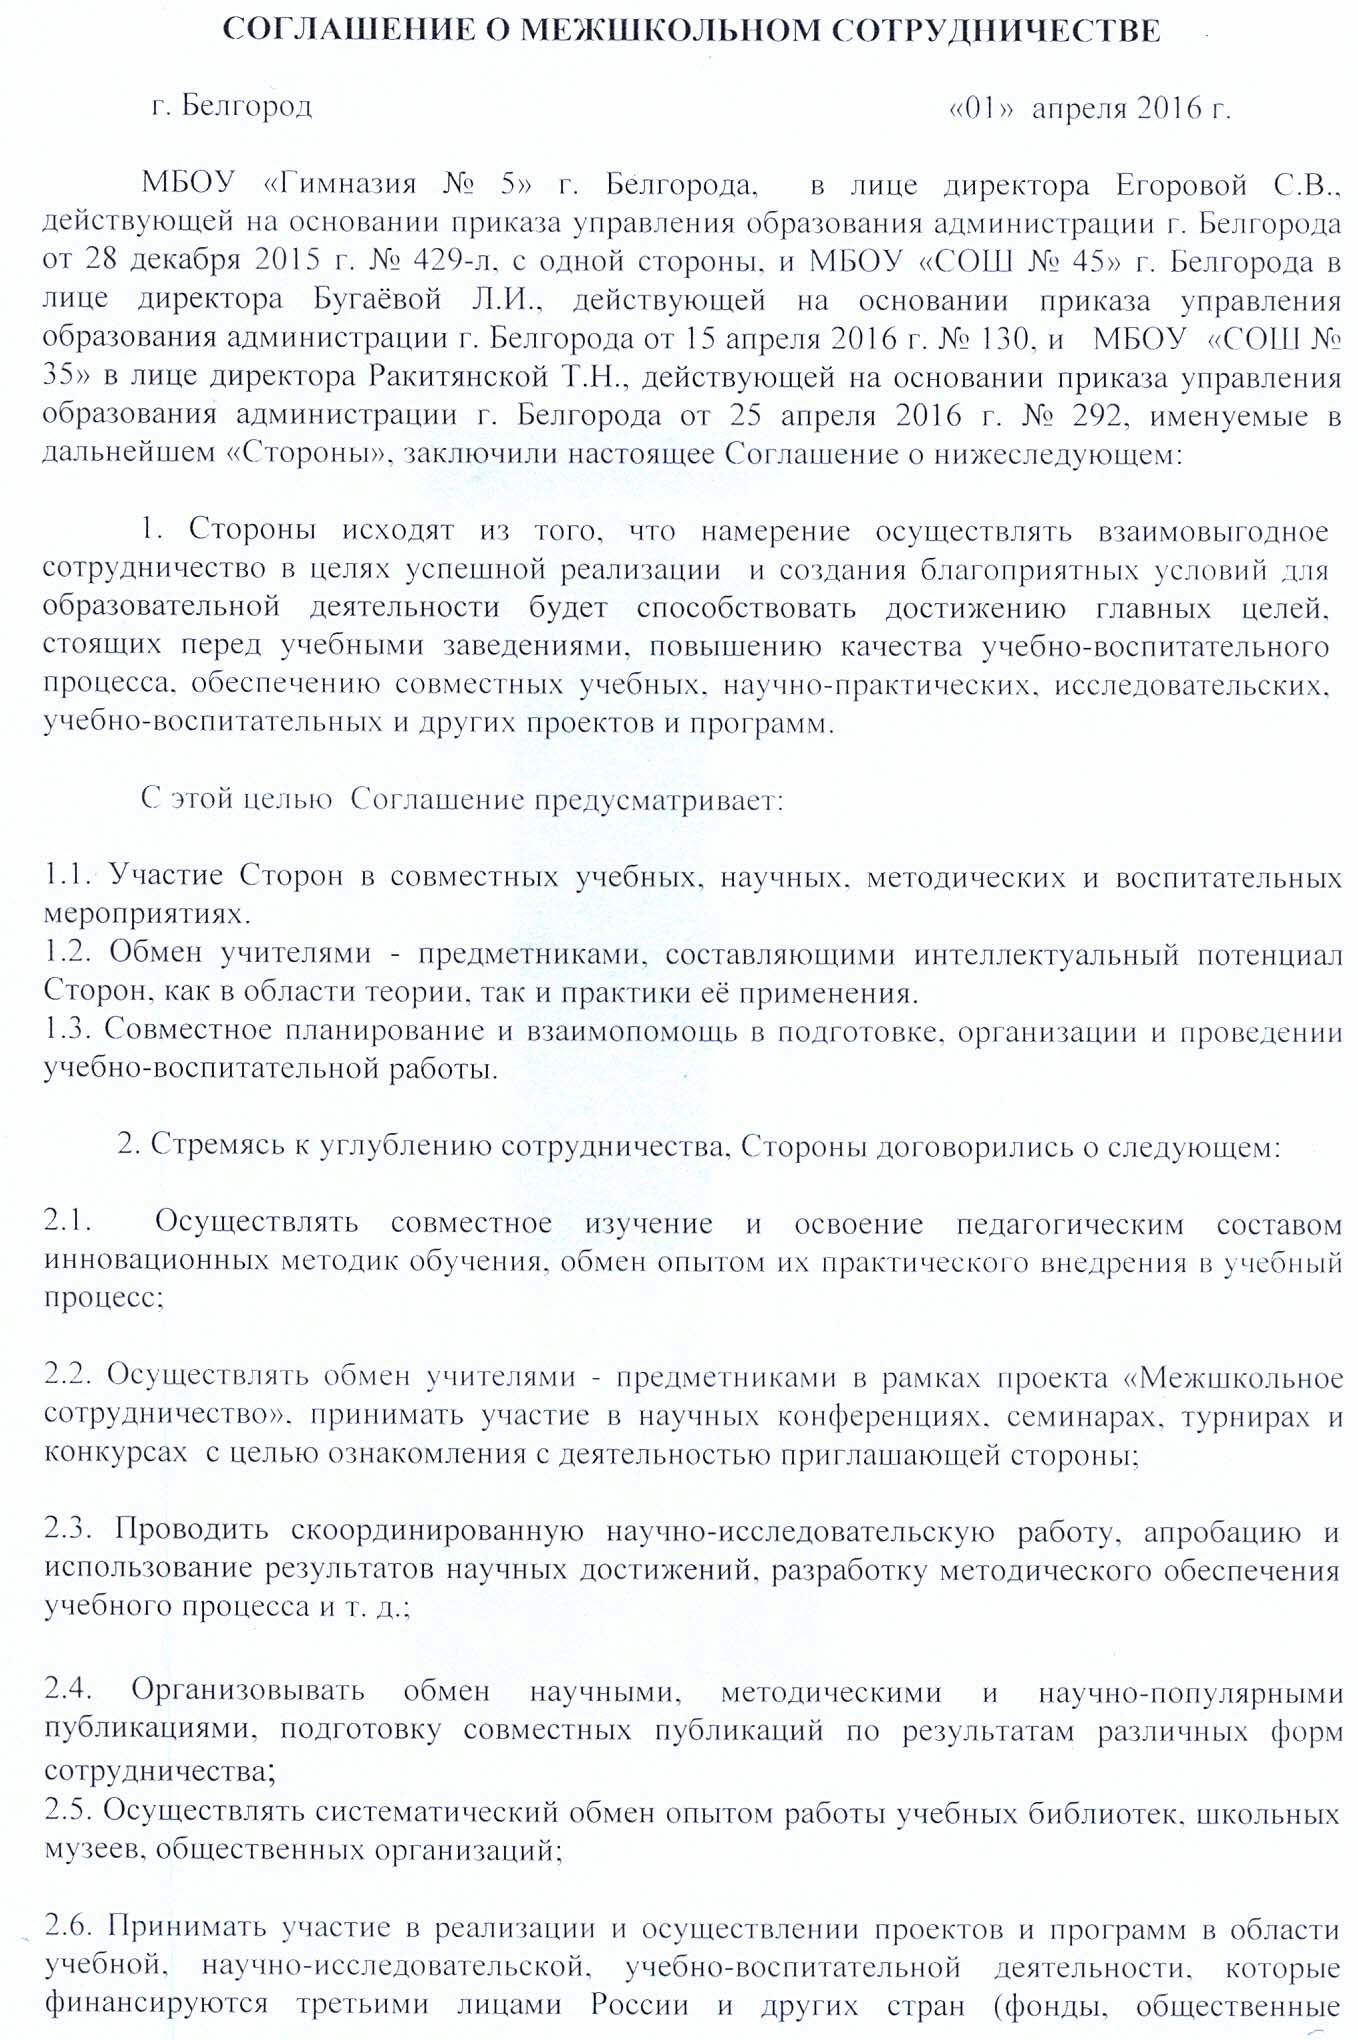 СОГЛАШЕНИЕ О МЕЖШКОЛЬНОМ СОТРУДНИЧЕСТВЕ
г. Белгород «01» апреля 2016 г.
МБОУ «Гимназия № 5» г. Белгорода, в лице директора Егоровой С.В.,
действующей на основании приказа управления образования администрации г. Белгорода
от 28 декабря 2015 г. № 429-л, с одной стороны, и МБОУ «СОШ № 45» г. Белгорода в
лице директора Бугаёвой Л.И., действующей на основании приказа управления
образования администрации г. Белгорода от 15 апреля 2016 г. № 130, и МБОУ «СОШ №
35» в лице директора Ракитянской Т.Н., действующей на основании приказа управления
образования администрации г. Белгорода от 25 апреля 2016 г. № 292, именуемые в
дальнейшем «Стороны», заключили настоящее Соглашение о нижеследующем:
1. Стороны исходят из того, что намерение осуществлять взаимовыгодное
сотрудничество в целях успешной реализации и создания благоприятных условий для
образовательной деятельности будет способствовать достижению главных целей,
стоящих перед учебными заведениями, повышению качества учебно-воспитательного
процесса, обеспечению совместных учебных, научно-практических, исследовательских,
учебно-воспитательных и других проектов и программ.
С этой целью Соглашение предусматривает:
1.1. Участие Сторон в совместных учебных, научных, методических и воспитательных
мероприятиях.
1.2. Обмен учителями - предметниками, составляющими интеллектуальный потенциал
Сторон, как в области теории, так и практики её применения.
1.3. Совместное планирование и взаимопомощь в подготовке, организации и проведении
учебно-воспитательной работы.
2. Стремясь к углублению сотрудничества, Стороны договорились о следующем:
2.1. Осуществлять совместное изучение и освоение педагогическим составом
инновационных методик обучения, обмен опытом их практического внедрения в учебный
процесс;
2.2. Осуществлять обмен учителями - предметниками в рамках проекта «Межшкольное
сотрудничество», принимать участие в научных конференциях, семинарах, турнирах и
конкурсах с целью ознакомления с деятельностью приглашающей стороны;
2.3. Проводить скоординированную научно-исследовательскую работу, апробацию и
использование результатов научных достижений, разработку методического обеспечения
учебного процесса и т. д.;
2.4. Организовывать обмен научными, методическими и научно-популярными
публикациями, подготовку совместных публикаций по результатам различных форм
сотрудничества;
2.5. Осуществлять систематический обмен опытом работы учебных библиотек, школьных
музеев, общественных организаций;
2.6. Принимать участие в реализации и осуществлении проектов и программ в области
учебной, научно-исследовательской, учебно-воспитательной деятельности, которые
финансируются третьими лицами России и других стран (фонды, общественные